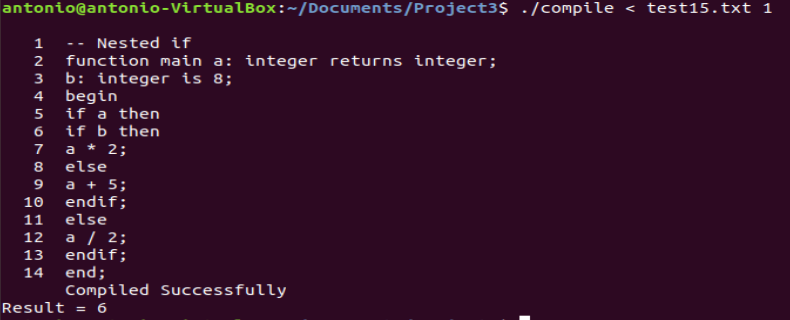 antonio@antonio-VirtualBox:~/Documents/Project3$ ./compile < test15.txt 1
1 -- Nested if
2 function main a: integer returns integer;
3 b: integer is 8;
4 begin
5 if a then
6 if b then
7 a * 2;
8 else
9 a + 5;
10 endif;
11 else
12 a / 2;
13 endif;
14 end;
Compiled Successfully
Result = 6